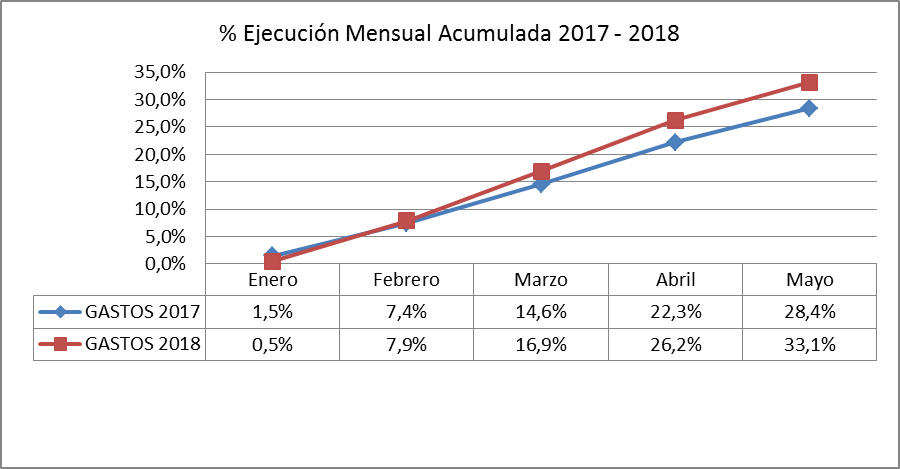 % Ejecución Mensual Acumulada 2017 - 2018
35,0%
30,0%
25,0%
20,0%
15,0%
10,0%
5,0%
0,0%
Enero Febrero Marzo Abril Mayo
GASTOS 2017 1,5% 7,4% 14,6% 22,3% 28,4%
GASTOS 2018 0,5% 7,9% 16,9% 26,2% 33,1%